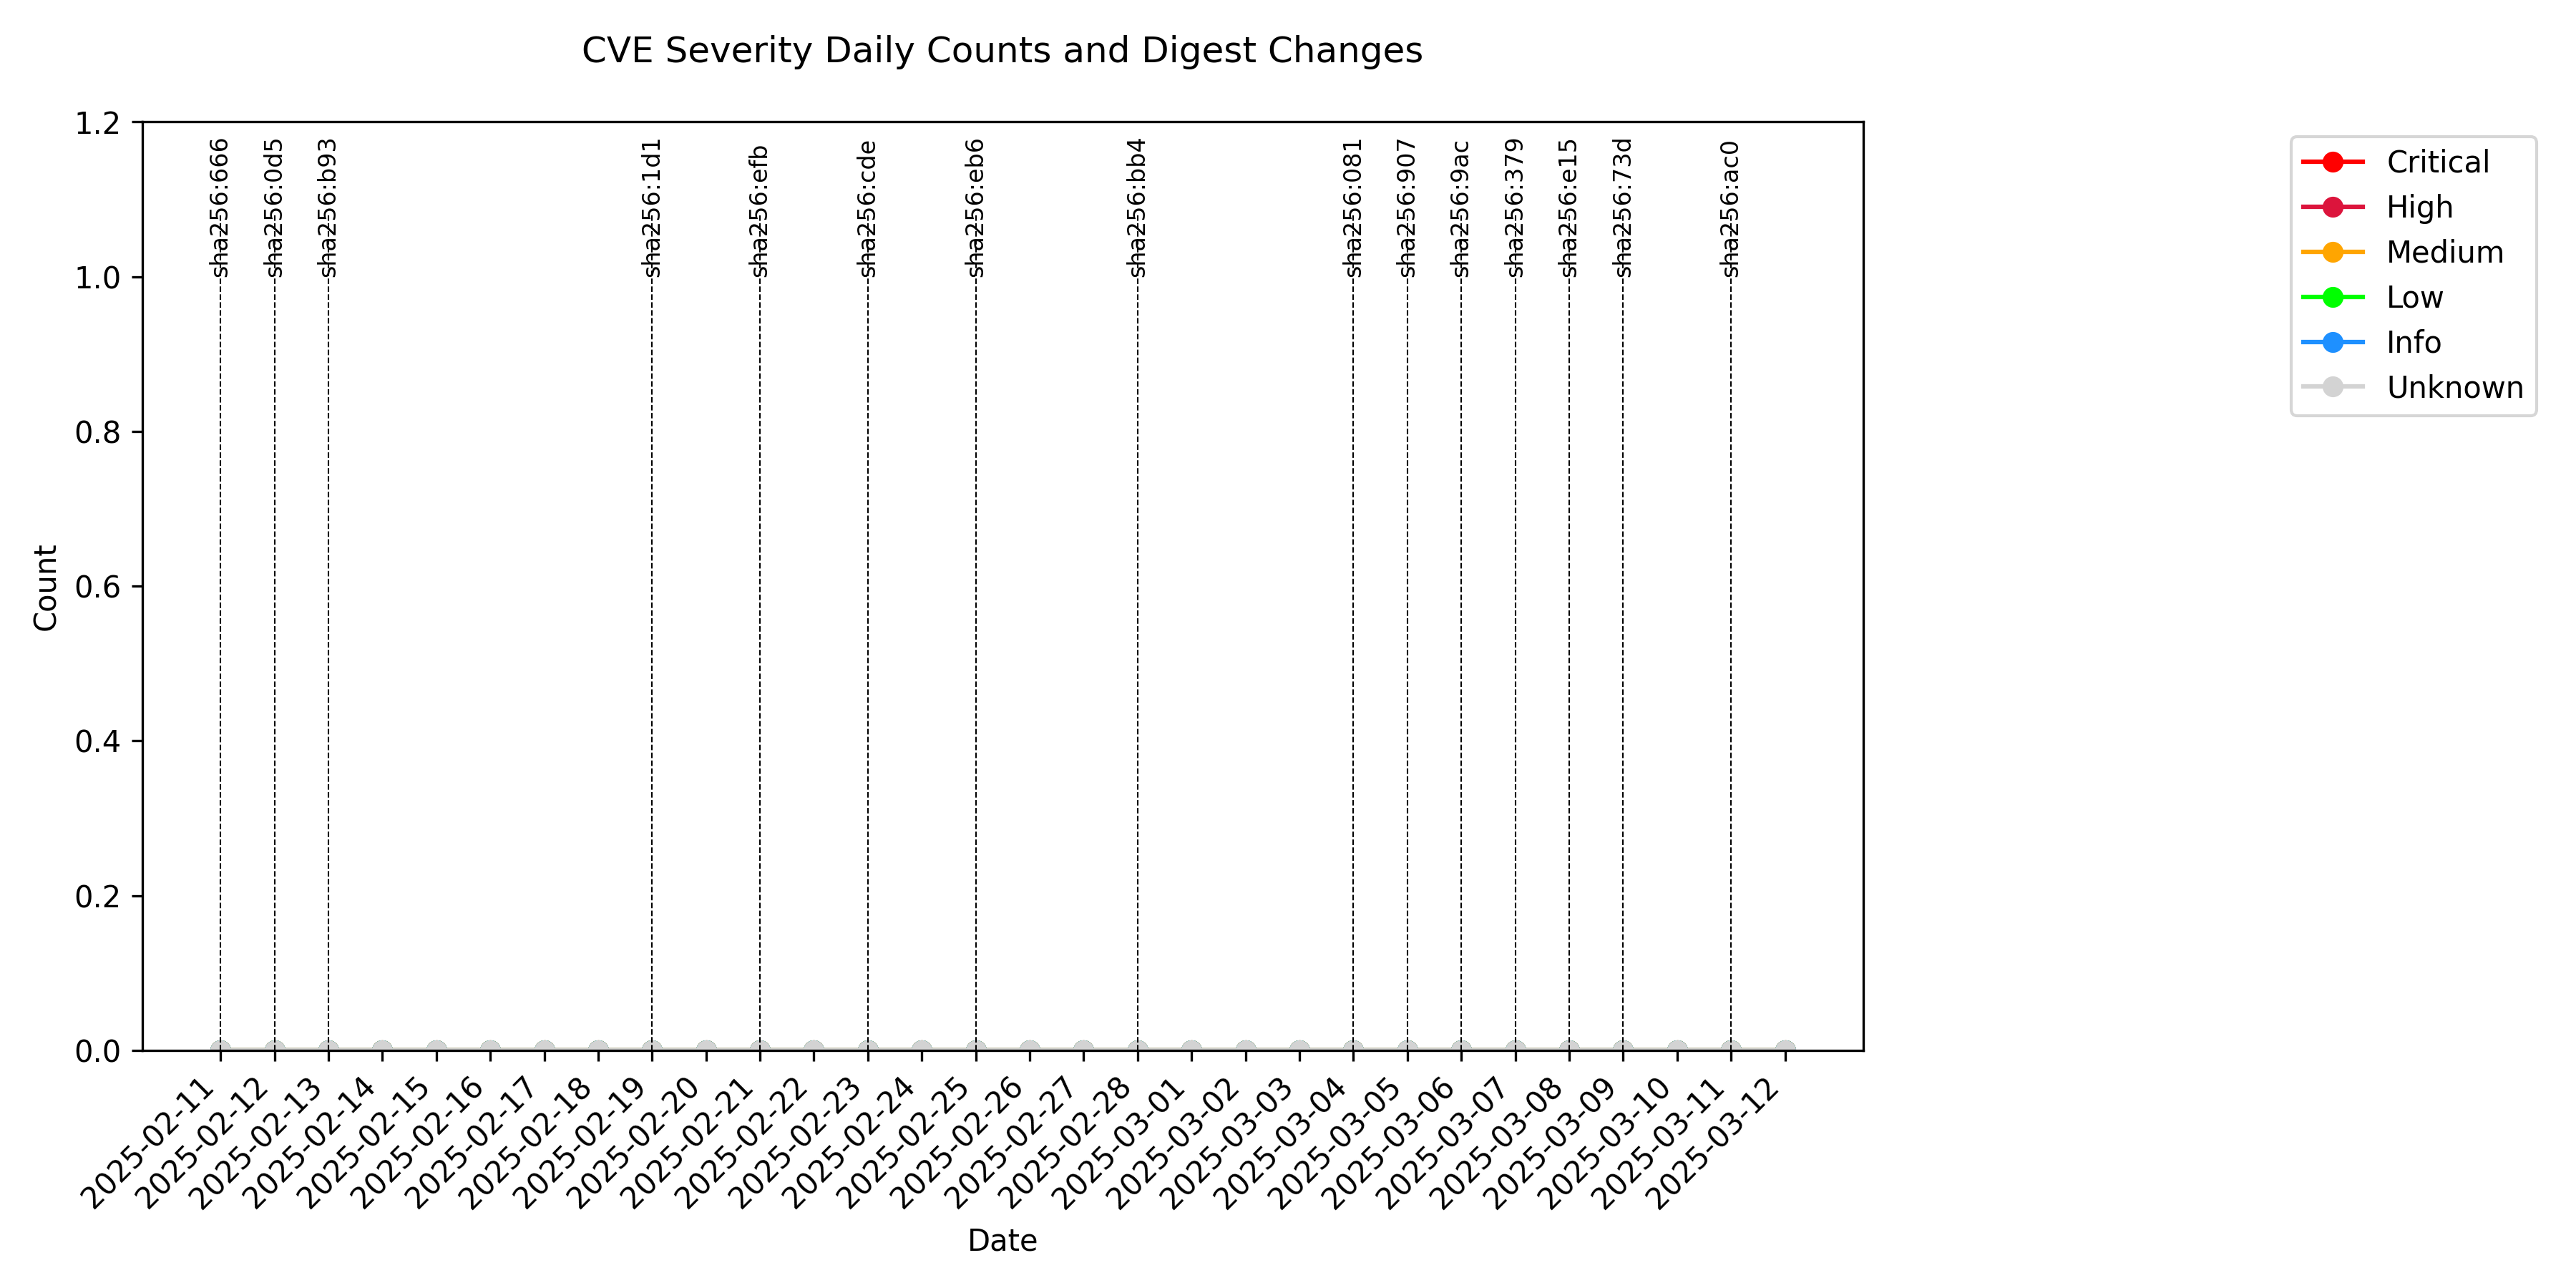 CVE Severity Daily Counts and Digest Changes
1.2
1.0
0.8
0.6
0.4
0.2
0.0
Count
sha256:666
sha256:0d5
sha256:b93
sha256:1d1
sha256:efb
sha256:cde
sha256:eb6
sha256:bb4
sha256:081
sha256:907
sha256:9ac
sha256:379
sha256:e15
sha256:73d
sha256:ac0
2025-02-11
2025-02-12
2025-02-13
2025-02-14
2025-02-15
2025-02-16
2025-02-17
2025-02-18
2025-02-19
2025-02-20
2025-02-21
2025-02-22
2025-02-23
2025-02-24
2025-02-25
2025-02-26
2025-02-27
2025-02-28
2025-03-01
2025-03-02
2025-03-03
2025-03-04
2025-03-05
2025-03-06
2025-03-07
2025-03-08
2025-03-09
2025-03-10
2025-03-11
2025-03-12
Date
Critical
High
Medium
Low
Info
Unknown